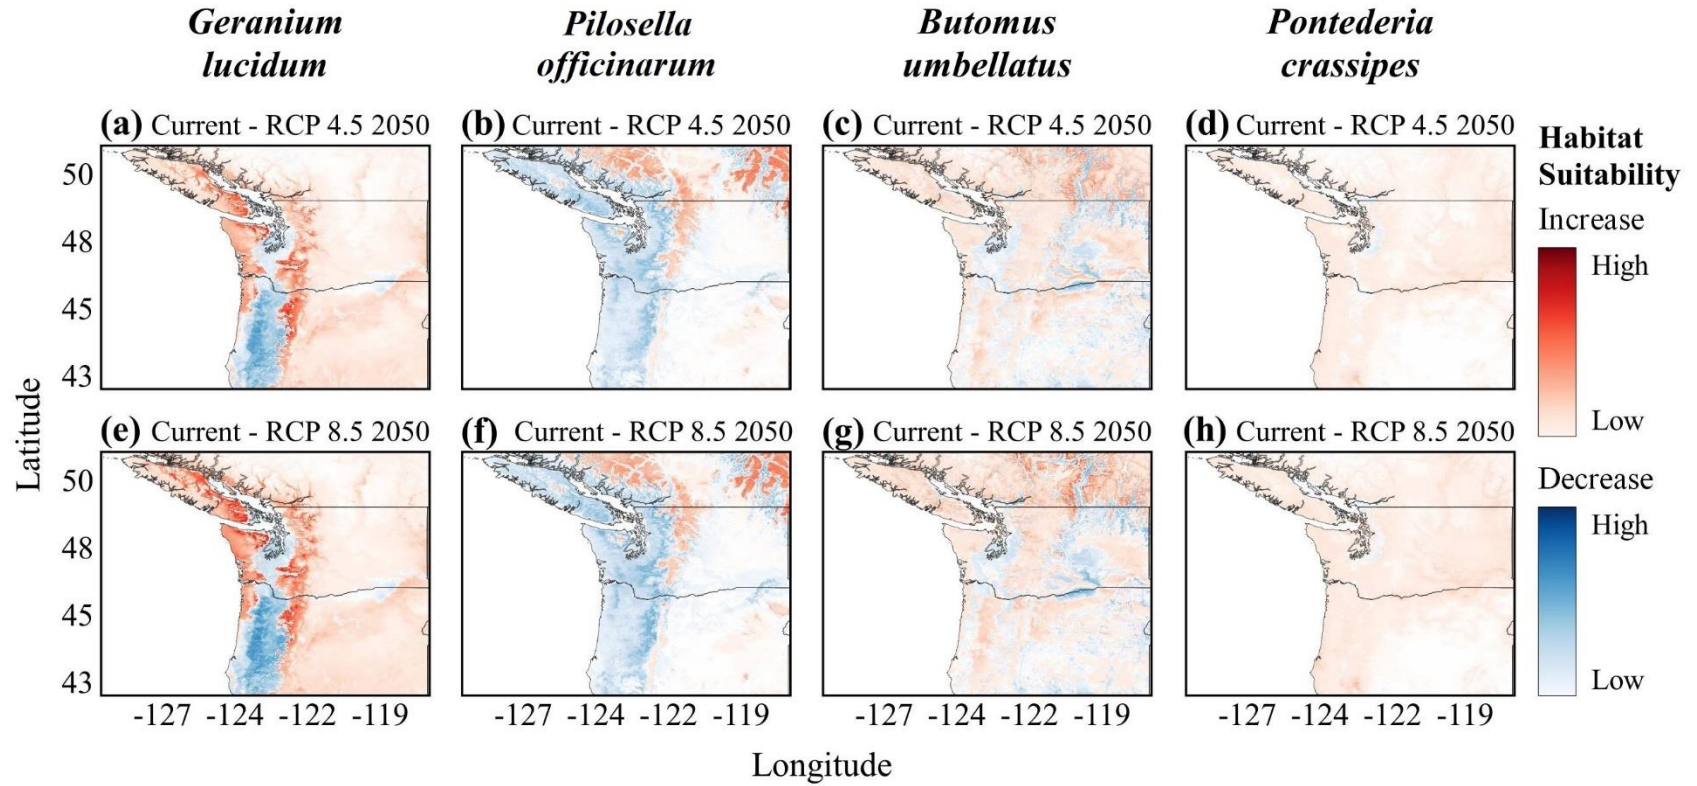 Geranium
lucidum
Pilosella
officinarum
Butomus
umbellatus
Pontederia
crassipes
(a) Current - RCP 4.5 2050
(b) Current - RCP 4.5 2050
(c) Current - RCP 4.5 2050
(d) Current - RCP 4.5 2050
50
48
45
43
(e) Current - RCP 8.5 2050
(f) Current - RCP 8.5 2050
(g) Current - RCP 8.5 2050
(h) Current - RCP 8.5 2050
50
48
45
43
-127 -124 -122 -119
-127 -124 -122 -119
-127 -124 -122 -119
-127 -124 -122 -119
Latitude
Longitude
Habitat
Suitability
Increase
High
Low
Decrease
High
Low